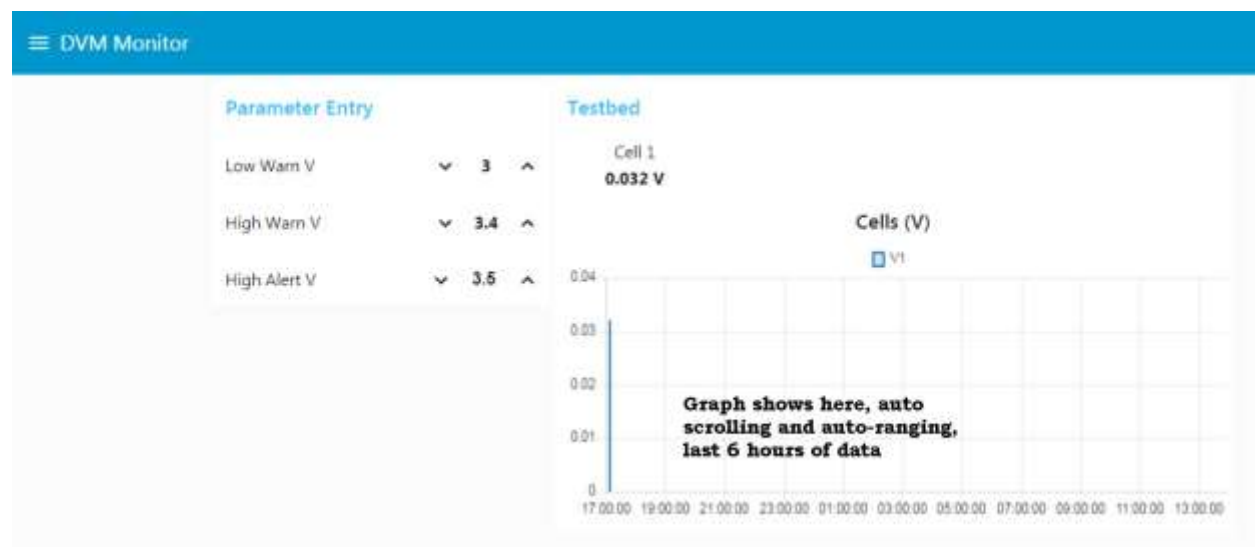 DVM Monitor
Parameter Entry
Low Warn V 3
High Warn V 3.4
High Alert V 3.5
Testbed
Cell 1
0.032 V
Cells (V)
V1
0.04
0.03
0.02
0.01
0
Graph shows here, auto
scrolling and auto-ranging,
last 6 hours of data
17:00:00 19:00:00 21:00:00 23:00:00 01:00:00 03:00:00 05:00:00 07:00:00 09:00:00 11:00:00 13:00:00